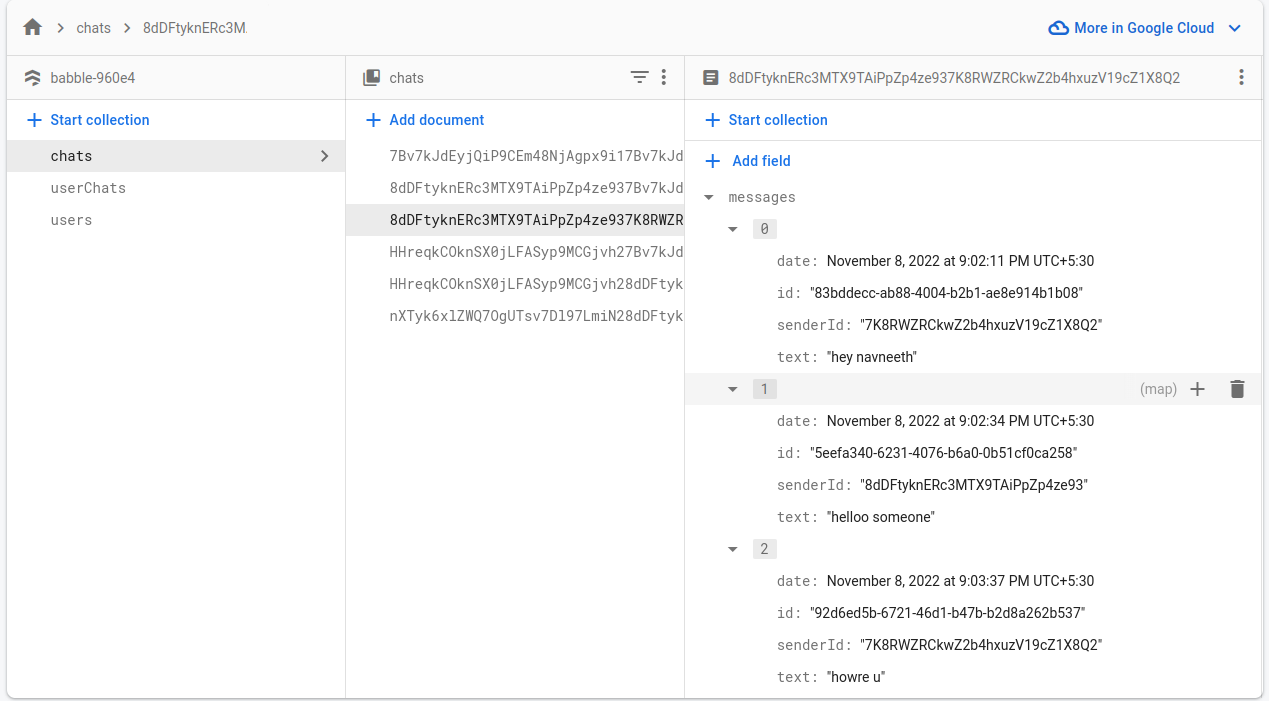 chats
8dDFtyknERc3M
More in Google Cloud
babble-960e4
chats
8dDFtyknERc3MTX9TAiPpZp4ze937K8RWZRCkwZ2b4hxuzV19cZ1X8Q2
Start collection
chats
userChats
users
Add document
7Bv7kJdEyjQiP9CEm48NjAgpx9i17Bv7kJd
8dDFtyknERc3MTX9TAiPpZp4ze937Bv7kJd
8dDFtyknERc3MTX9TAiPpZp4ze937K8RWZR
HHreqkCOknSX0jLFASyp9MCGjvh27Bv7kJd
HHreqkCOknSX0jLFASyp9MCGjvh28dDFtyk
nXTyk6xlZWQ7OgUTsv7Dl97LmiN28dDFtyk
Start collection
Add field
messages
0
date: November 8, 2022 at 9:02:11 PM UTC+5:30
id: "83bddecc-ab88-4004-b2b1-ae8e914b1b08"
senderId: "7K8RWZRCkwZ2b4hxuzV19cZ1X8Q2"
text: "hey navneeth"
1
(map)
date: November 8, 2022 at 9:02:34 PM UTC+5:30
id: "5eefa340-6231-4076-b6a0-0b51cf0ca258"
senderId: "8dDFtyknERc3MTX9TAiPpZp4ze93"
text: "helloo someone"
2
date: November 8, 2022 at 9:03:37 PM UTC+5:30
id: "92d6ed5b-6721-46d1-b47b-b2d8a262b537"
senderId: "7K8RWZRCkwZ2b4hxuzV19cZ1X8Q2"
text: "howre u"